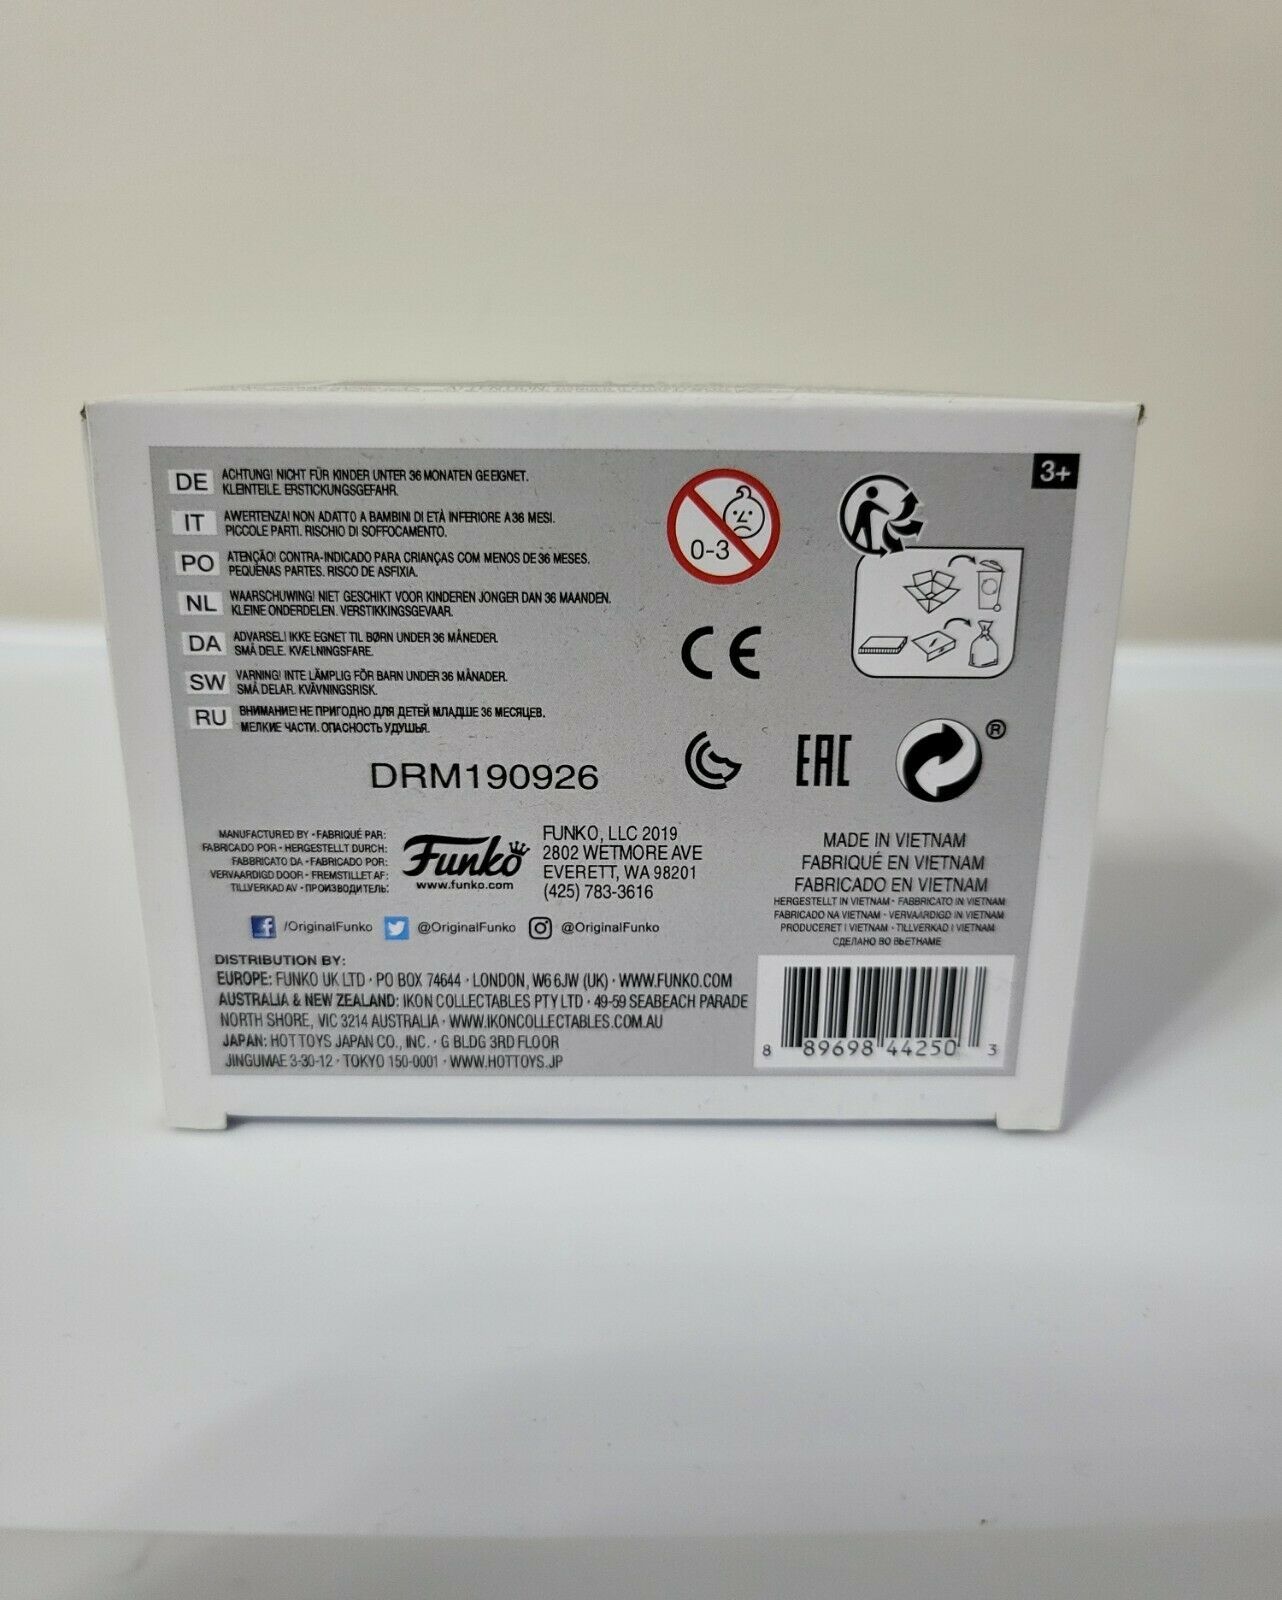 3+
DE ACHTUNG! NICHT FÜR KINDER UNTER 36 MONATEN GEEIGNET.
KLEINTEILE. ERSTICKUNGSGEFAHR.
IT AWERTENZA! NON ADATTO A BAMBINI DI ETÀ INFERIORE A 36 MESI.
PICCOLE PARTI. RISCHIO DI SOFFOCAMENTO.
PO ATENÇÃO! CONTRA-INDICADO PARA CRIANÇAS COM MENOS DE 36 MESES.
PEQUENAS PARTES. RISCO DE ASFIXIA.
NL WAARSCHUWING! NIET GESCHIKT VOOR KINDEREN JONGER DAN 36 MAANDEN.
KLEINE ONDERDELEN. VERSTIKKINGSGEVAAR.
DA ADVARSEL! IKKE EGNET TIL BØRN UNDER 36 MÅNEDER.
SMÅ DELE. KVÆLNINGSFARE.
SW VARNING! INTE LÄMPLIG FÖR BARN UNDER 36 MÅNADER.
SMÅ DELAR. KVÄVNINGSRISK.
RU ВНИМАНИЕ! НЕ ПРИГОДНО ДЛЯ ДЕТЕЙ МЛАДШЕ 36 МЕСЯЦЕВ.
МЕЛКИЕ ЧАСТИ. ОПАСНОСТЬ УДУШЬЯ.
0-3
CE
EAC
®
DRM190926
MANUFACTURED BY • FABRIQUÉ PAR:
FABRICADO POR • HERGESTELLT DURCH:
FABBRICATO DA • FABRICADO POR:
VERVAARDIGD DOOR • FREMSTILLET AF:
TILLVERKAD AV • ПРОИЗВОДИТЕЛЬ:
Funko
www.funko.com
FUNKO, LLC 2019
2802 WETMORE AVE
EVERETT, WA 98201
(425) 783-3616
/OriginalFunko @OriginalFunko @OriginalFunko
MADE IN VIETNAM
FABRIQUÉ EN VIETNAM
FABRICADO EN VIETNAM
HERGESTELLT IN VIETNAM • FABBRICATO IN VIETNAM
FABRICADO NA VIETNAM • VERVAARDIGD IN VIETNAM
PRODUCERET I VIETNAM • TILLVERKAD I VIETNAM
СДЕЛАНО ВО ВЬЕТНАМЕ
DISTRIBUTION BY:
EUROPE: FUNKO UK LTD • PO BOX 74644 • LONDON, W6 6JW (UK) • WWW.FUNKO.COM
AUSTRALIA & NEW ZEALAND: IKON COLLECTABLES PTY LTD • 49-59 SEABEACH PARADE
NORTH SHORE, VIC 3214 AUSTRALIA • WWW.IKONCOLLECTABLES.COM.AU
JAPAN: HOT TOYS JAPAN CO., INC. • G BLDG 3RD FLOOR
JINGUMAE 3-30-12 • TOKYO 150-0001 • WWW.HOTTOYS.JP
8 89698 44250 3